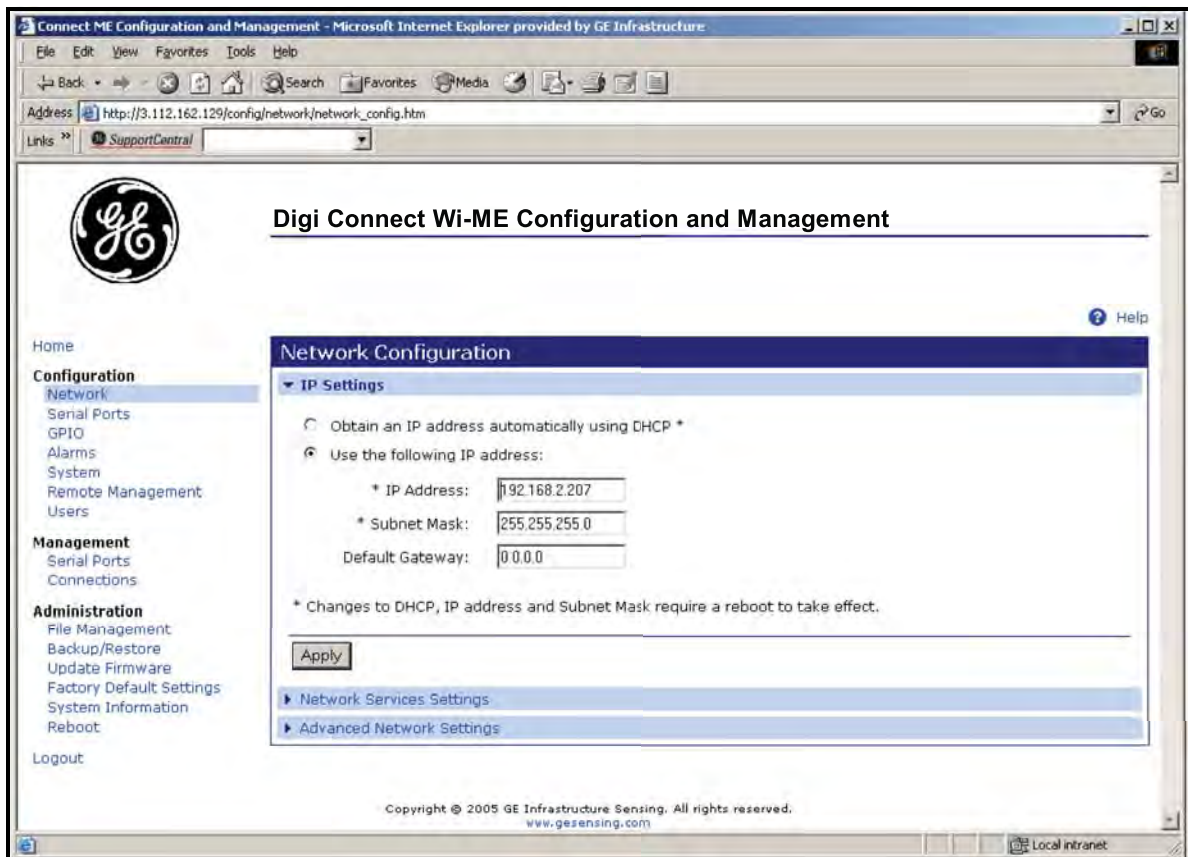 Connect ME Configuration and Management - Microsoft Internet Explorer provided by GE Infrastructure
File Edit View Favorites Tools Help
Back Search Favorites Media
Address http://3.112.162.129/config/network/network_config.htm Go
Links » SupportCentral
GE
Digi Connect Wi-ME Configuration and Management
? Help
Home
Configuration
Network
Serial Ports
GPIO
Alarms
System
Remote Management
Users
Management
Serial Ports
Connections
Administration
File Management
Backup/Restore
Update Firmware
Factory Default Settings
System Information
Reboot
Logout
Network Configuration
IP Settings
Obtain an IP address automatically using DHCP *
Use the following IP address:
* IP Address: 192.168.2.207
* Subnet Mask: 255.255.255.0
Default Gateway: 0.0.0.0
* Changes to DHCP, IP address and Subnet Mask require a reboot to take effect.
Apply
Network Services Settings
Advanced Network Settings
Copyright © 2005 GE Infrastructure Sensing. All rights reserved.
www.gesensing.com
Local intranet